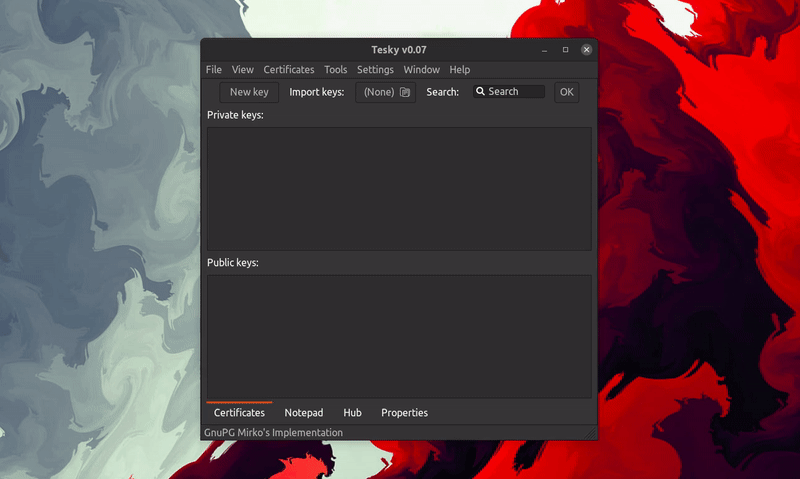 Tesky v0.07
File View Certificates Tools Settings Window Help
New key Import keys: (None) Search: Search OK
Private keys:
Public keys:
Certificates Notepad Hub Properties
GnuPG Mirko's Implementation